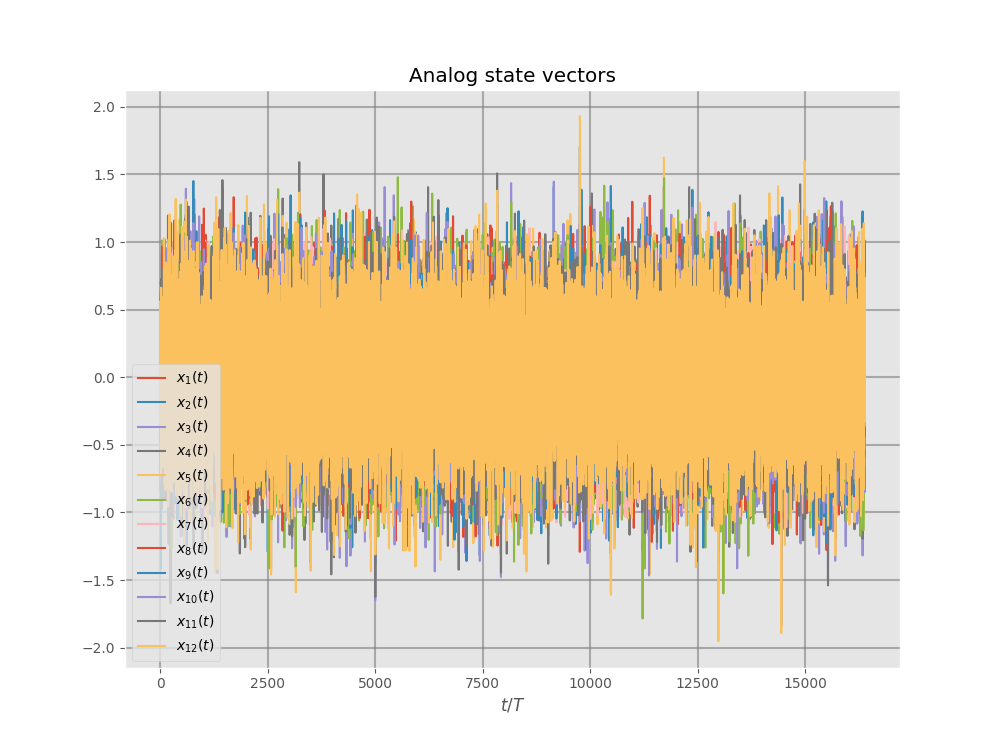 Analog state vectors
2.0
1.5
1.0
0.5
0.0
−0.5
−1.0
−1.5
−2.0
x₁(t)
x₂(t)
x₃(t)
x₄(t)
x₅(t)
x₆(t)
x₇(t)
x₈(t)
x₉(t)
x₁₀(t)
x₁₁(t)
x₁₂(t)
0 2500 5000 7500 10000 12500 15000
t/T